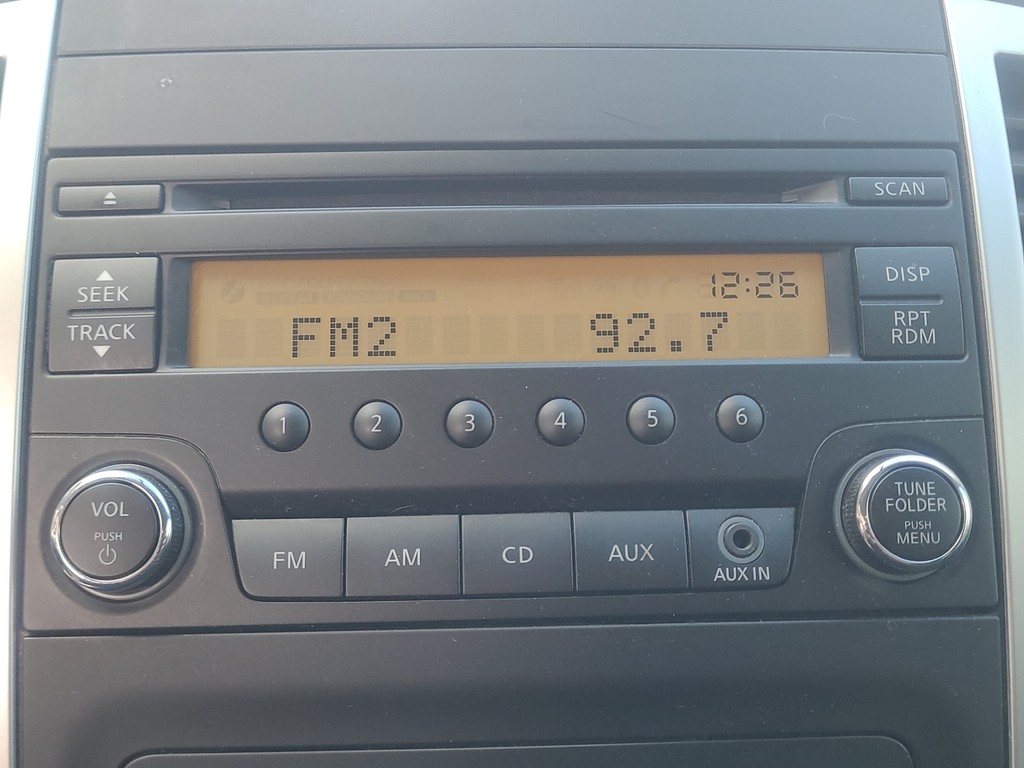 SCAN
SEEK
TRACK
12:26
FM2 92.7
DISP
RPT
RDM
1 2 3 4 5 6
VOL
PUSH
FM AM CD AUX
AUX IN
TUNE
FOLDER
PUSH
MENU